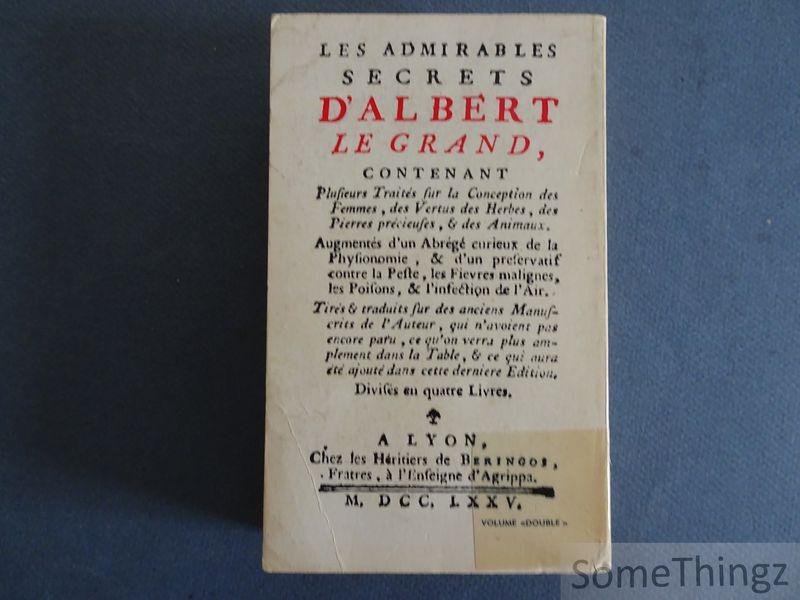 LES ADMIRABLES
SECRETS
D'ALBERT
LE GRAND,
CONTENANT
Pluſieurs Traités ſur la Conception des
Femmes, des Vertus des Herbes, des
Pierres précieuſes, & des Animaux.
Augmentés d'un Abrégé curieux de la
Phyſionomie, & d'un preſervatif
contre la Peſte, les Fievres malignes,
les Poiſons, & l'infection de l'Air.
Tirés & traduits ſur des anciens Manuſ-
crits de l'Auteur, qui n'avoient pas
encore paru, ce qu'on verra plus am-
plement dans la Table, & ce qui aura
été ajouté dans cette derniere Edition.
Diviſés en quatre Livres.
A LYON,
Chez les Héritiers de BERINGOS,
Fratres, à l'Enſeigne d'Agrippa.
M. DCC. LXXV.
VOLUME «DOUBLE»
SomeThingz